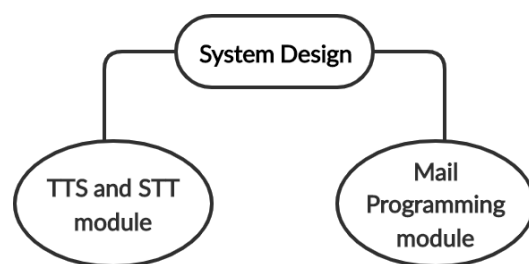 System Design
TTS and STT
module
Mail
Programming
module